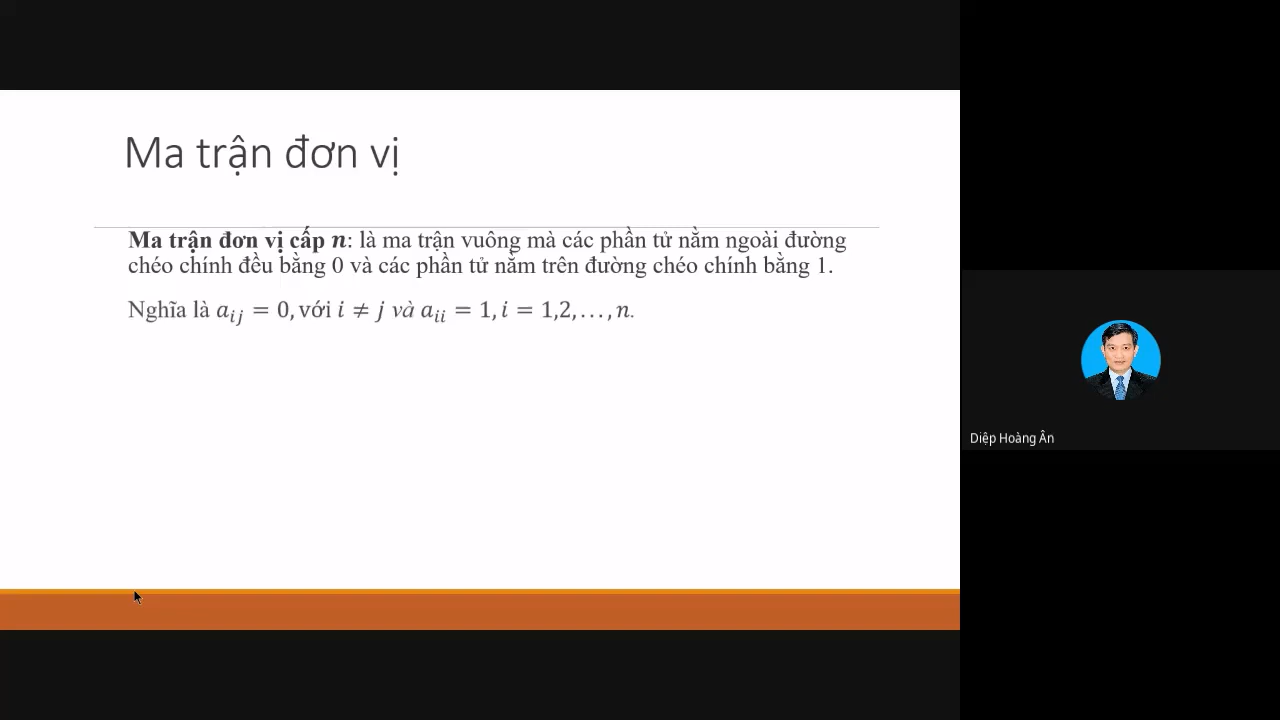 Ma trận đơn vị
Ma trận đơn vị cấp n: là ma trận vuông mà các phần tử nằm ngoài đường
chéo chính đều bằng 0 và các phần tử nằm trên đường chéo chính bằng 1.
Nghĩa là aᵢⱼ = 0, với i ≠ j và aᵢᵢ = 1, i = 1,2, . . . , n.
Diệp Hoàng Ân